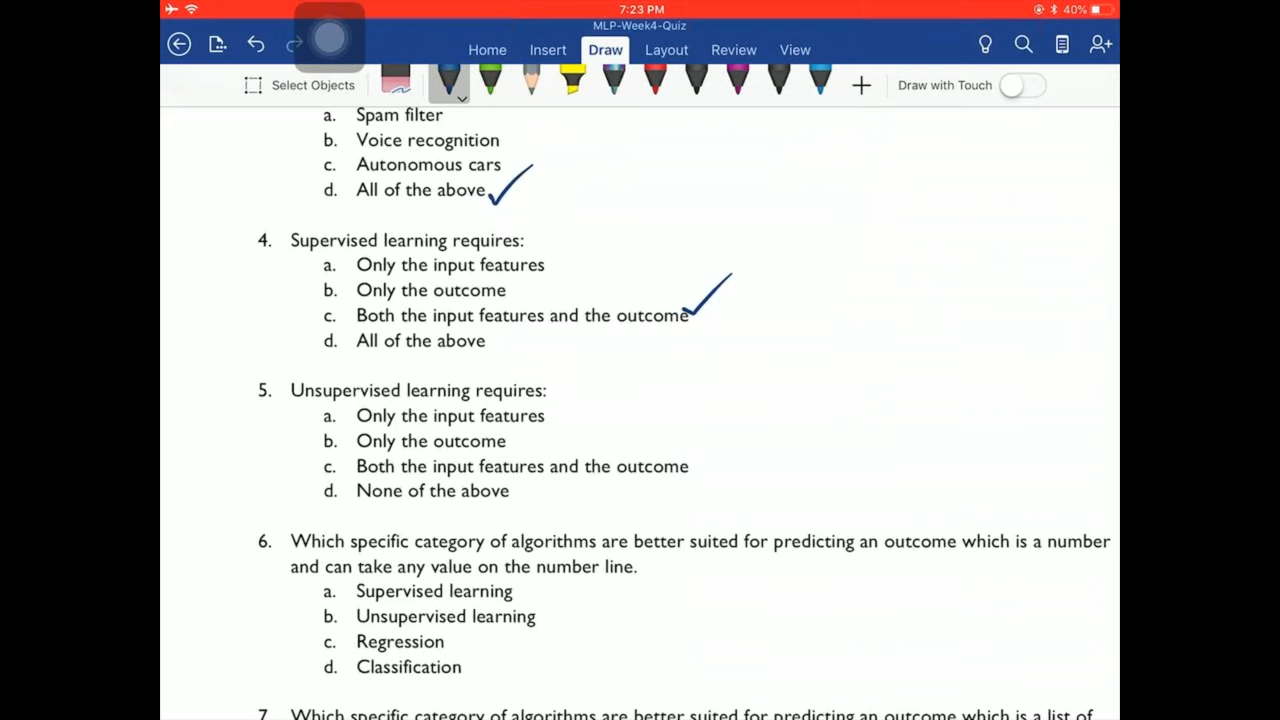 7:23 PM
40%
MLP-Week4-Quiz
Home Insert Draw Layout Review View
Select Objects
Draw with Touch
a. Spam filter
b. Voice recognition
c. Autonomous cars
d. All of the above
4. Supervised learning requires:
a. Only the input features
b. Only the outcome
c. Both the input features and the outcome
d. All of the above
5. Unsupervised learning requires:
a. Only the input features
b. Only the outcome
c. Both the input features and the outcome
d. None of the above
6. Which specific category of algorithms are better suited for predicting an outcome which is a number
and can take any value on the number line.
a. Supervised learning
b. Unsupervised learning
c. Regression
d. Classification
7. Which specific category of algorithms are better suited for predicting an outcome which is a list of